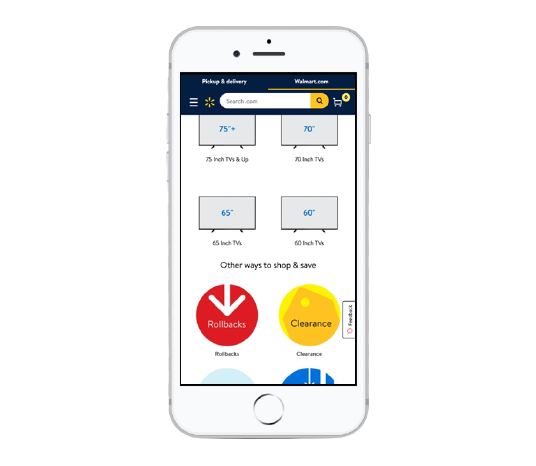 Pickup & delivery Walmart.com
Search .com
0
75"+ 70"
75 Inch TVs & Up 70 Inch TVs
65" 60"
65 Inch TVs 60 Inch TVs
Other ways to shop & save
Rollbacks Clearance
Feedback
Rollbacks Clearance